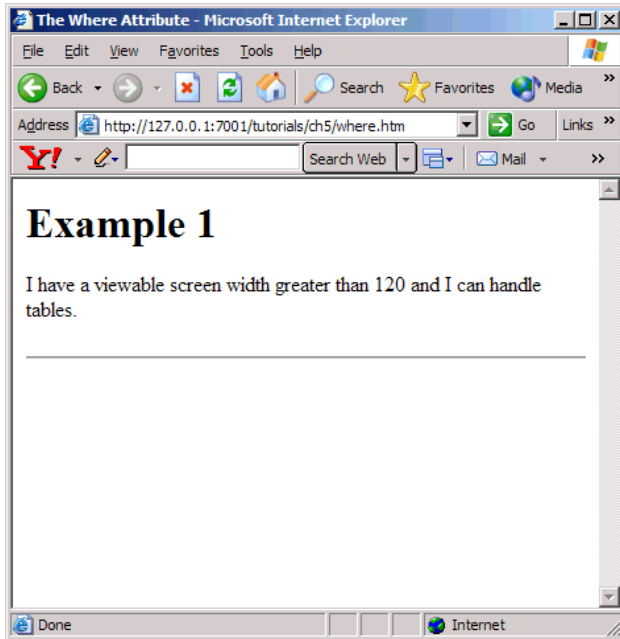 The Where Attribute - Microsoft Internet Explorer
File Edit View Favorites Tools Help
Back Search Favorites Media »
Address http://127.0.0.1:7001/tutorials/ch5/where.htm Go Links »
Y! Search Web Mail »
Example 1
I have a viewable screen width greater than 120 and I can handle
tables.
Done Internet